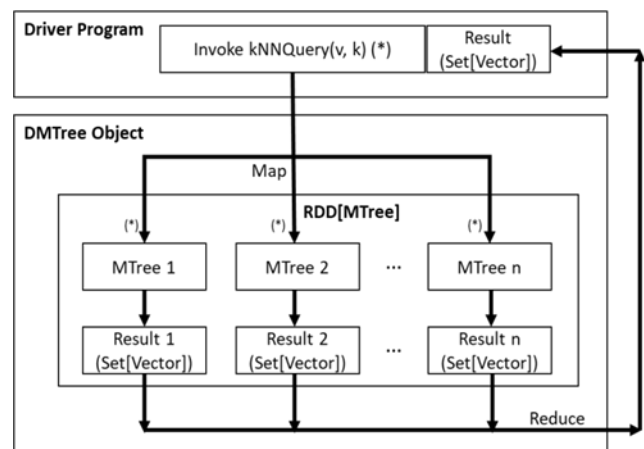 Driver Program
Invoke kNNQuery(v, k) (*)
Result
(Set[Vector])
DMTree Object
Map
RDD[MTree]
(*) (*) (*)
MTree 1 MTree 2 ... MTree n
Result 1 Result 2 ... Result n
(Set[Vector]) (Set[Vector]) (Set[Vector])
Reduce